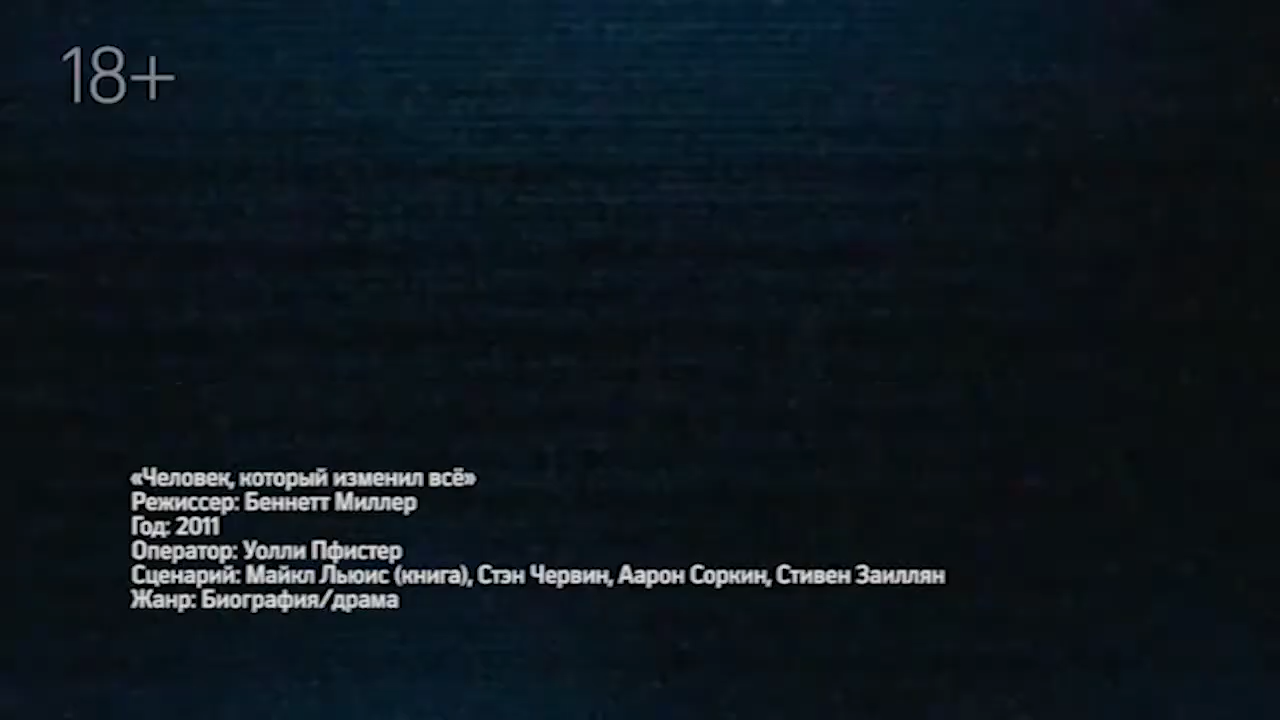 18+
«Человек, который изменил всё»
Режиссер: Беннетт Миллер
Год: 2011
Оператор: Уолли Пфистер
Сценарий: Майкл Льюис (книга), Стэн Червин, Аарон Соркин, Стивен Заиллян
Жанр: Биография/драма